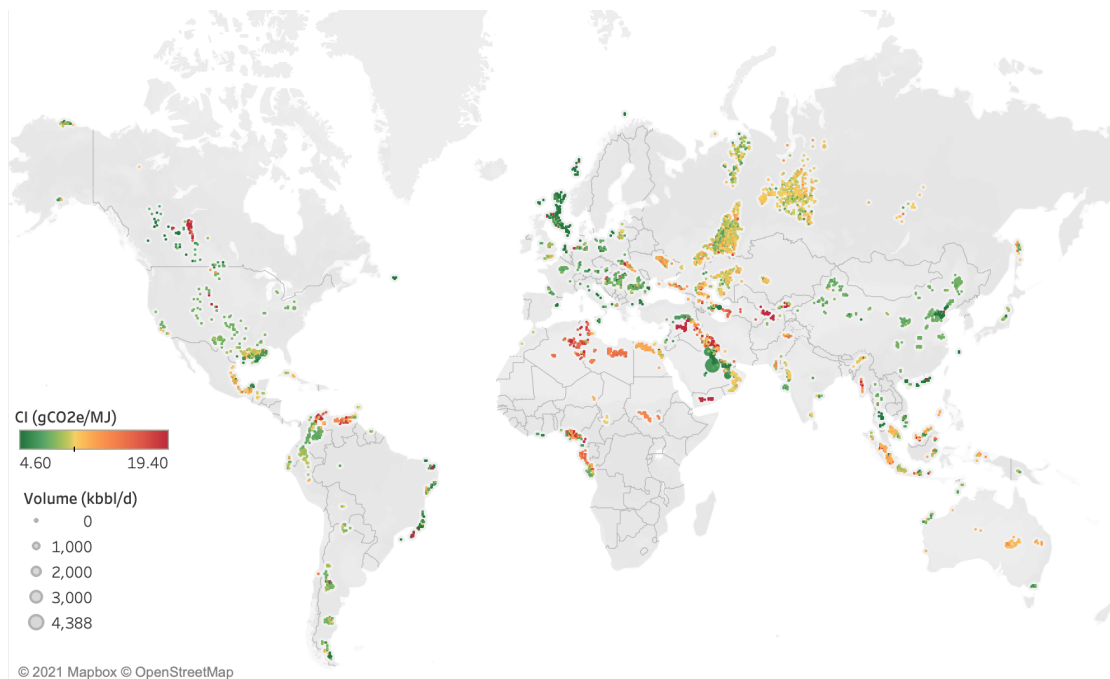 CI (gCO2e/MJ)
4.60 19.40
Volume (kbbl/d)
0
1,000
2,000
3,000
4,388
© 2021 Mapbox © OpenStreetMap